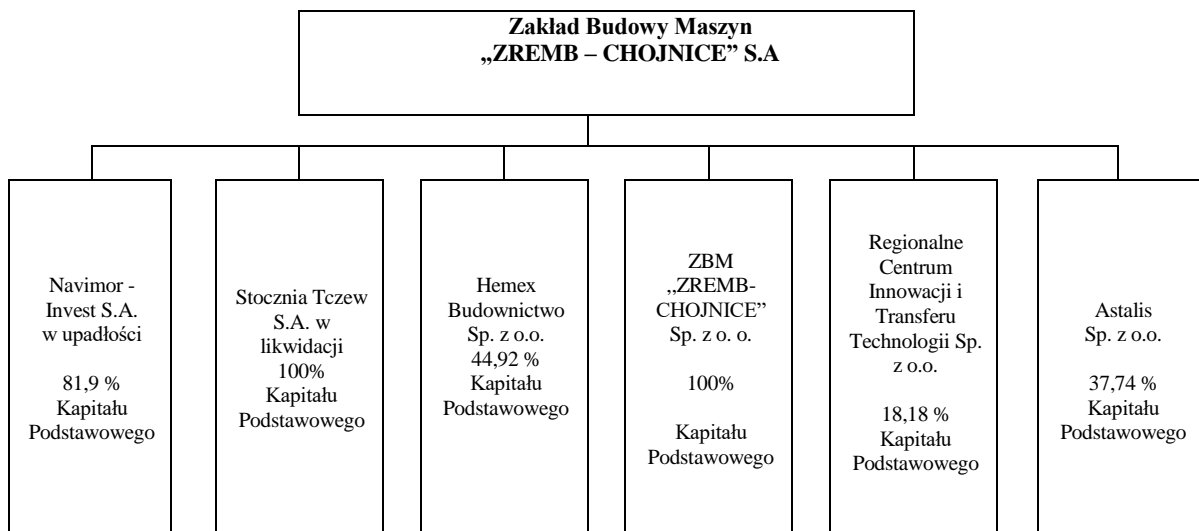 Zakład Budowy Maszyn
„ZREMB – CHOJNICE” S.A
Navimor -
Invest S.A.
w upadłości
81,9 %
Kapitału
Podstawowego
Stocznia Tczew
S.A. w
likwidacji
100%
Kapitału
Podstawowego
Hemex
Budownictwo
Sp. z o.o.
44,92 %
Kapitału
Podstawowego
ZBM
„ZREMB-
CHOJNICE”
Sp. z o. o.
100%
Kapitału
Podstawowego
Regionalne
Centrum
Innowacji i
Transferu
Technologii Sp.
z o.o.
18,18 %
Kapitału
Podstawowego
Astalis
Sp. z o.o.
37,74 %
Kapitału
Podstawowego